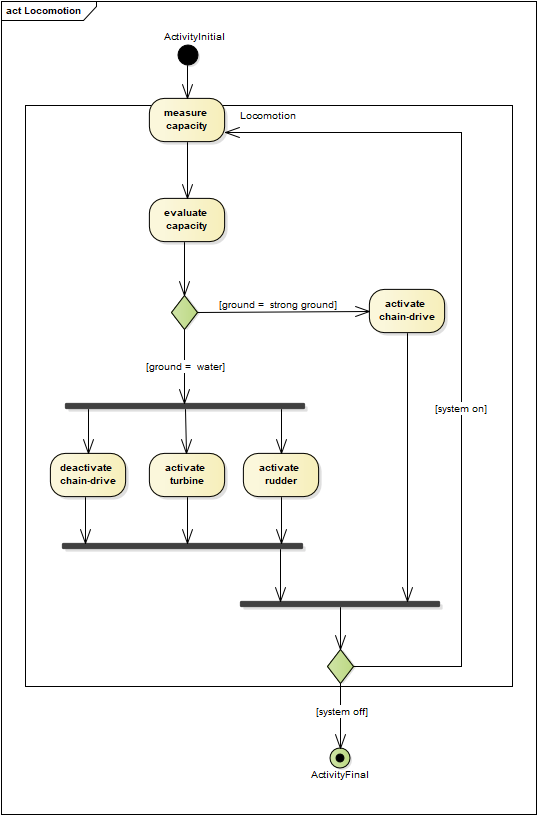 act Locomotion
ActivityInitial
measure
capacity
Locomotion
evaluate
capacity
[ground =  strong ground]
activate
chain-drive
[ground =  water]
[system on]
deactivate
chain-drive
activate
turbine
activate
rudder
[system off]
ActivityFinal